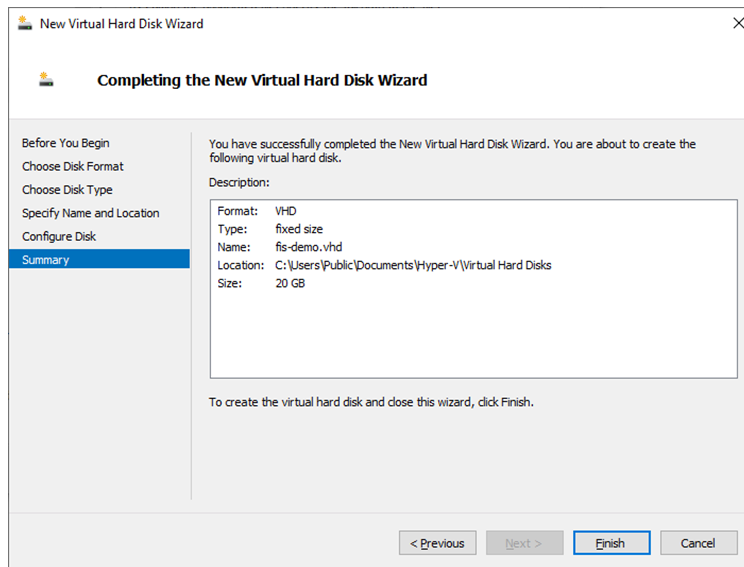 New Virtual Hard Disk Wizard
Completing the New Virtual Hard Disk Wizard
Before You Begin
Choose Disk Format
Choose Disk Type
Specify Name and Location
Configure Disk
Summary
You have successfully completed the New Virtual Hard Disk Wizard. You are about to create the
following virtual hard disk.
Description:
Format: VHD
Type: fixed size
Name: fis-demo.vhd
Location: C:\Users\Public\Documents\Hyper-V\Virtual Hard Disks
Size: 20 GB
To create the virtual hard disk and close this wizard, click Finish.
< Previous Next > Finish Cancel